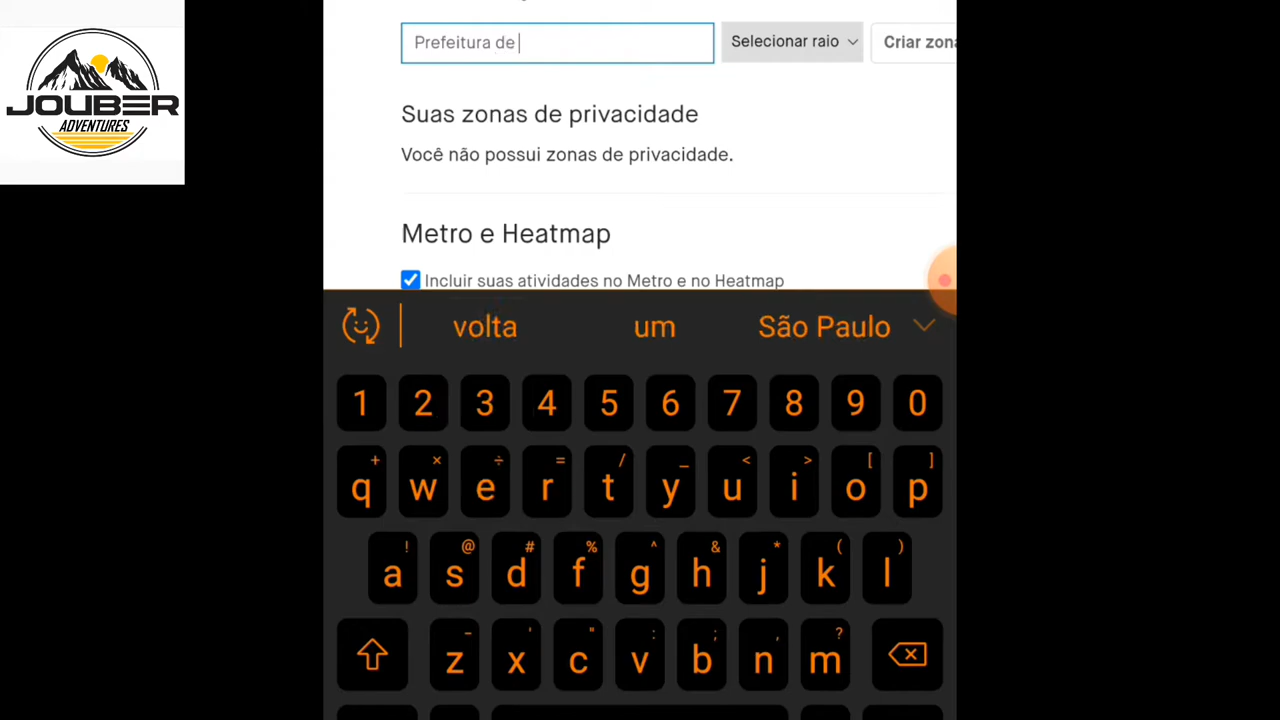 JOUBER
ADVENTURES
Prefeitura de
Selecionar raio
Criar zona
Suas zonas de privacidade
Você não possui zonas de privacidade.
Metro e Heatmap
Incluir suas atividades no Metro e no Heatmap
volta um São Paulo
1 2 3 4 5 6 7 8 9 0
+ × ÷ = / _ < > [ ]
q w e r t y u i o p
! @ # % ^ & * ( )
a s d f g h j k l
- ' " : ; , ?
z x c v b n m